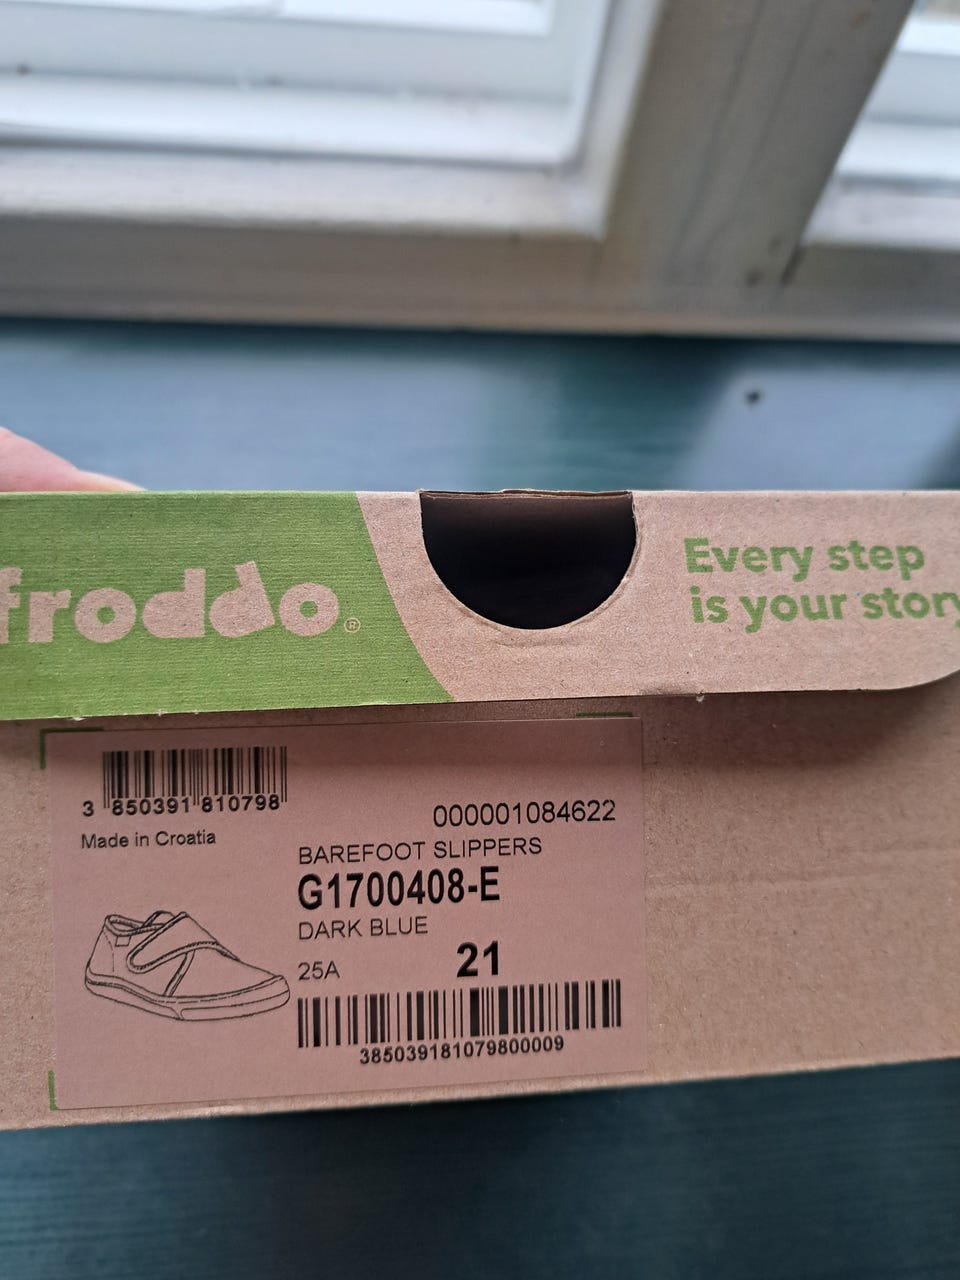 froddo®
Every step
is your story
3 850391 810798
Made in Croatia
000001084622
BAREFOOT SLIPPERS
G1700408-E
DARK BLUE
25A 21
385039181079800009